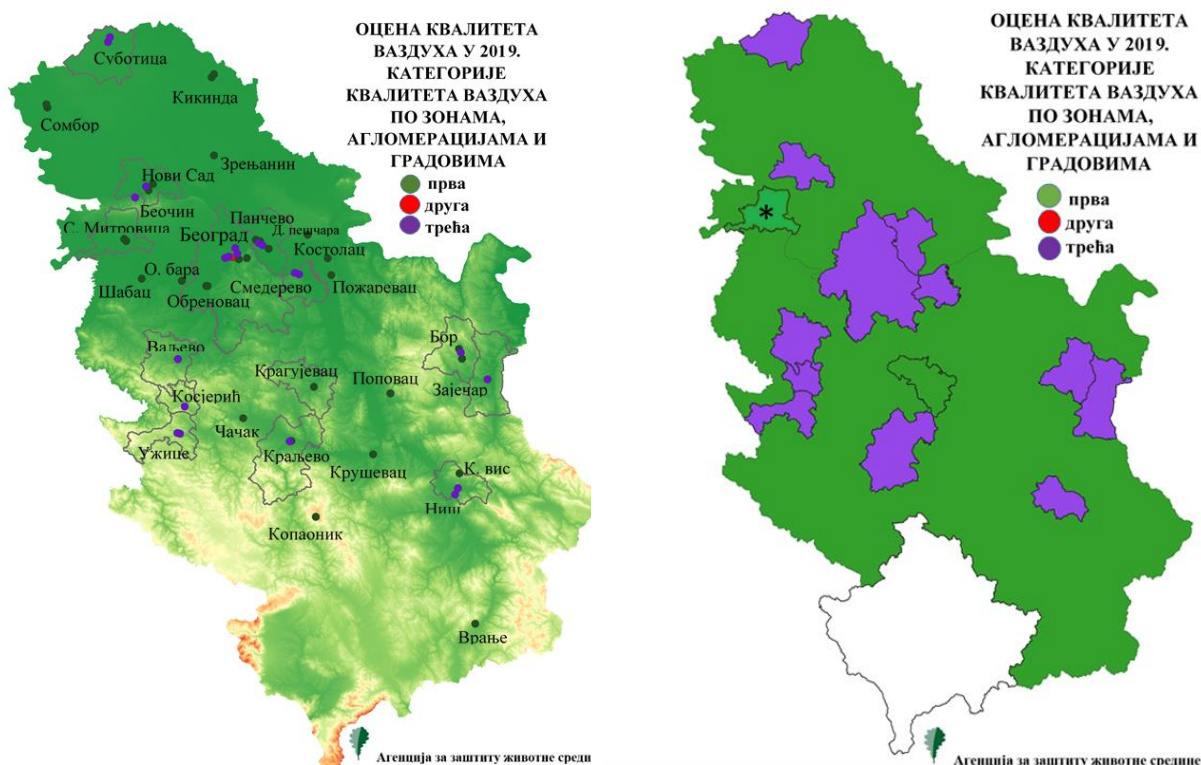 ОЦЕНА КВАЛИТЕТА
ВАЗДУХА У 2019.
КАТЕГОРИЈЕ
КВАЛИТЕТА ВАЗДУХА
ПО ЗОНАМА,
АГЛОМЕРАЦИЈАМА И
ГРАДОВИМА
прва
друга
трећа
Суботица
Кикинда
Сомбор
Зрењанин
Нови Сад
Беочин
С. Митровица
Панчево
Београд
Д. пешчара
Костолац
О. бара
Смедерево
Шабац
Обреновац
Пожаревац
Бор
Ваљево
Крагујевац
Поповац
Зајечар
Косјерић
Чачак
Ужице
Краљево
Крушевац
К. вис
Ниш
Копаоник
Врање
Агенција за заштиту животне среди
ОЦЕНА КВАЛИТЕТА
ВАЗДУХА У 2019.
КАТЕГОРИЈЕ
КВАЛИТЕТА ВАЗДУХА
ПО ЗОНАМА,
АГЛОМЕРАЦИЈАМА И
ГРАДОВИМА
прва
друга
трећа
*
Агенција за заштиту животне средине